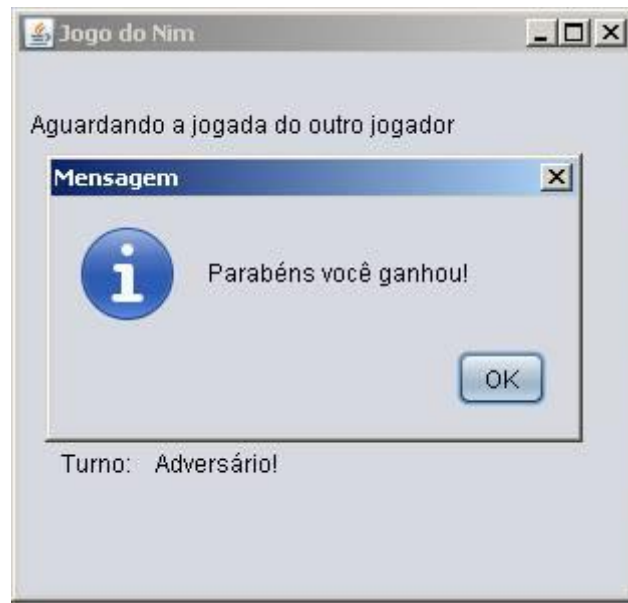 Jogo do Nim
Aguardando a jogada do outro jogador
Mensagem
Parabéns você ganhou!
OK
Turno: Adversário!